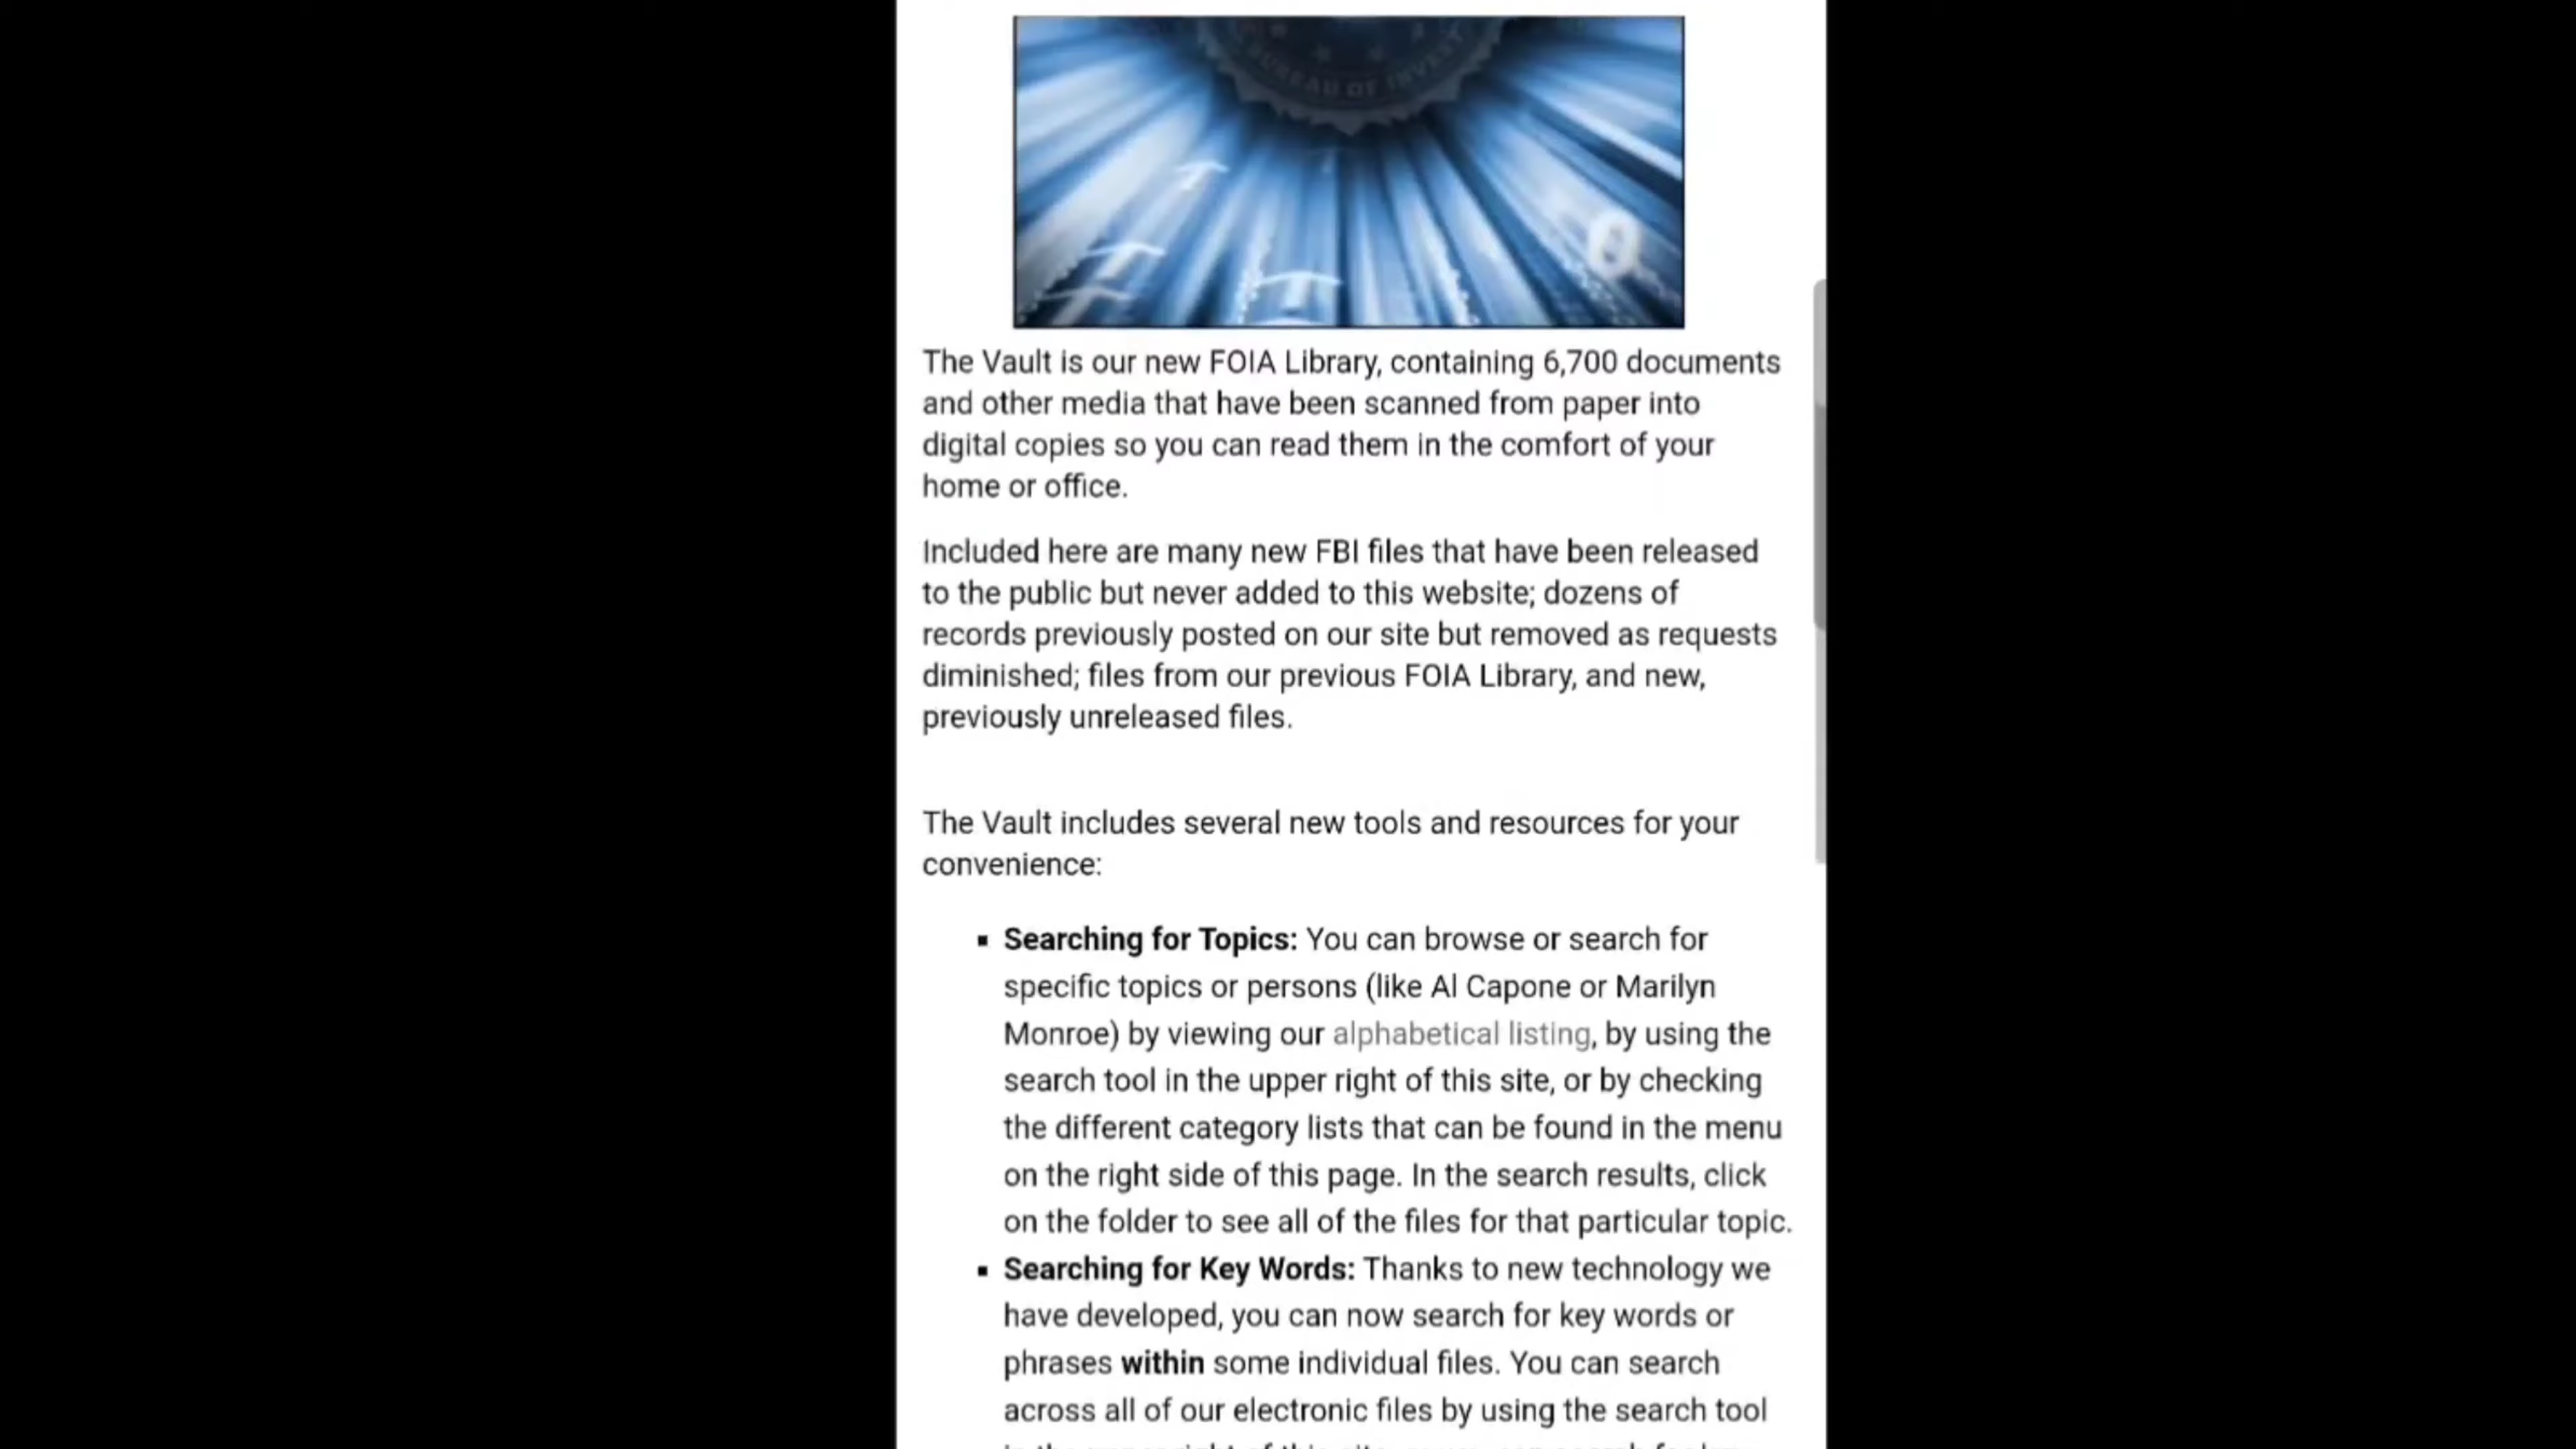 BUREAU OF INVEST
The Vault is our new FOIA Library, containing 6,700 documents
and other media that have been scanned from paper into
digital copies so you can read them in the comfort of your
home or office.
Included here are many new FBI files that have been released
to the public but never added to this website; dozens of
records previously posted on our site but removed as requests
diminished; files from our previous FOIA Library, and new,
previously unreleased files.
The Vault includes several new tools and resources for your
convenience:
▪ Searching for Topics: You can browse or search for
specific topics or persons (like Al Capone or Marilyn
Monroe) by viewing our alphabetical listing, by using the
search tool in the upper right of this site, or by checking
the different category lists that can be found in the menu
on the right side of this page. In the search results, click
on the folder to see all of the files for that particular topic.
▪ Searching for Key Words: Thanks to new technology we
have developed, you can now search for key words or
phrases within some individual files. You can search
across all of our electronic files by using the search tool